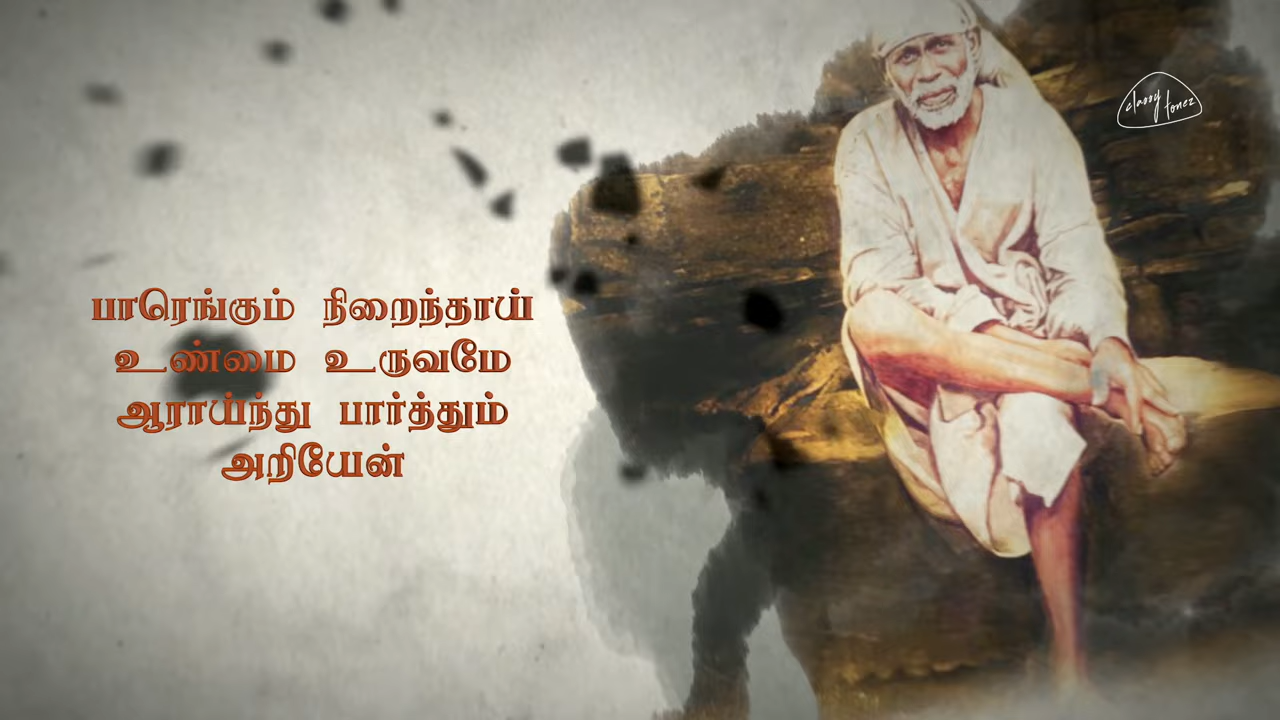 பாரெங்கும் நிறைந்தாய்
உண்மை உருவமே
ஆராய்ந்து பார்த்தும்
அறியேன்
classy tonez